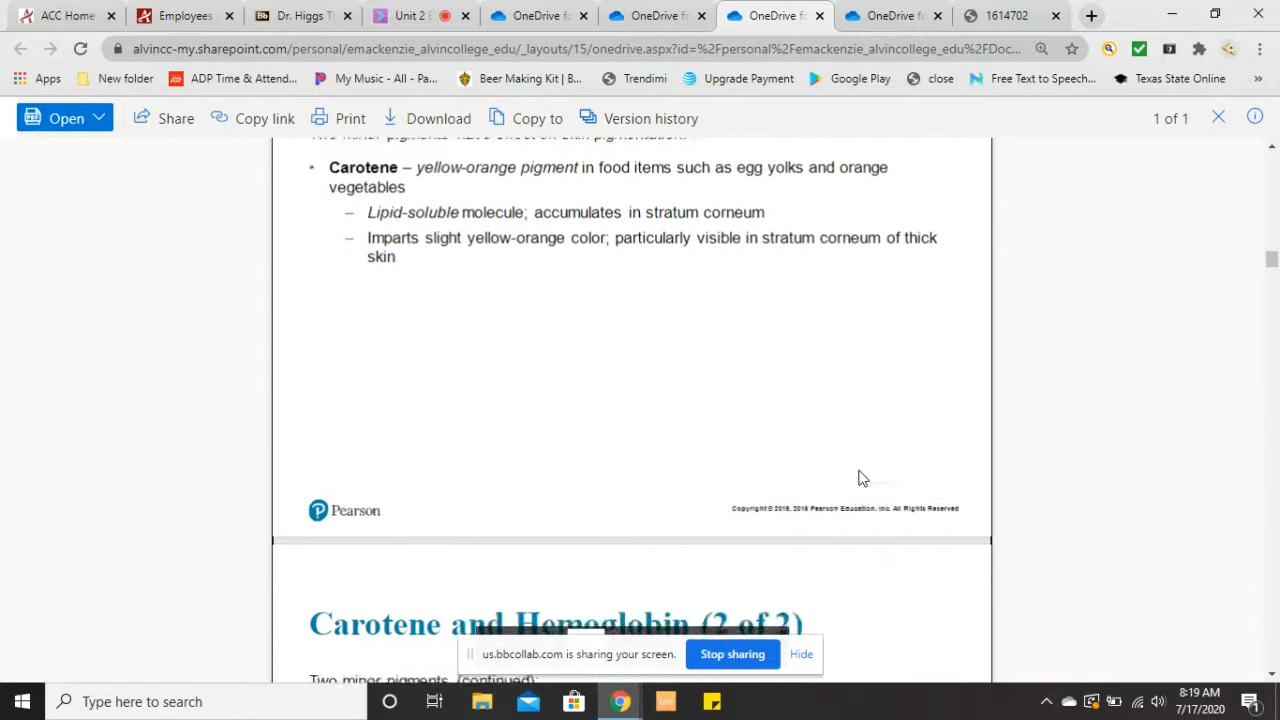 ACC Home
Employees
Dr. Higgs T
Unit 2 E
OneDrive fo
OneDrive fo
OneDrive fo
OneDrive fo
1614702
alvincc-my.sharepoint.com/personal/emackenzie_alvincollege_edu/_layouts/15/onedrive.aspx?id=%2Fpersonal%2Femackenzie_alvincollege_edu%2FDoc...
Apps
New folder
ADP Time & Attend...
My Music - All - Pa...
Beer Making Kit | B...
Trendimi
Upgrade Payment
Google Play
close
Free Text to Speech...
Texas State Online
»
Open
Share
Copy link
Print
Download
Copy to
Version history
1 of 1
• Carotene – yellow-orange pigment in food items such as egg yolks and orange
vegetables
– Lipid-soluble molecule; accumulates in stratum corneum
– Imparts slight yellow-orange color; particularly visible in stratum corneum of thick
skin
Pearson
Copyright © 2019, 2016 Pearson Education, Inc. All Rights Reserved
Carotene and Hemoglobin (2 of 2)
us.bbcollab.com is sharing your screen.
Stop sharing
Hide
Two minor pigments (continued):
Type here to search
8:19 AM
7/17/2020
1